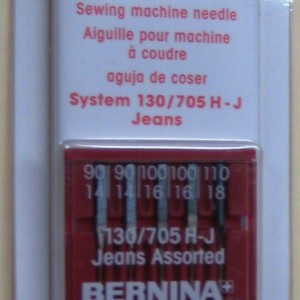 Sewing machine needle
Aiguille pour machine
à coudre
aguja de coser
System 130/705 H-J
Jeans
90 90 100 100 110
14 14 16 16 18
130/705 H-J
Jeans Assorted
BERNINA+